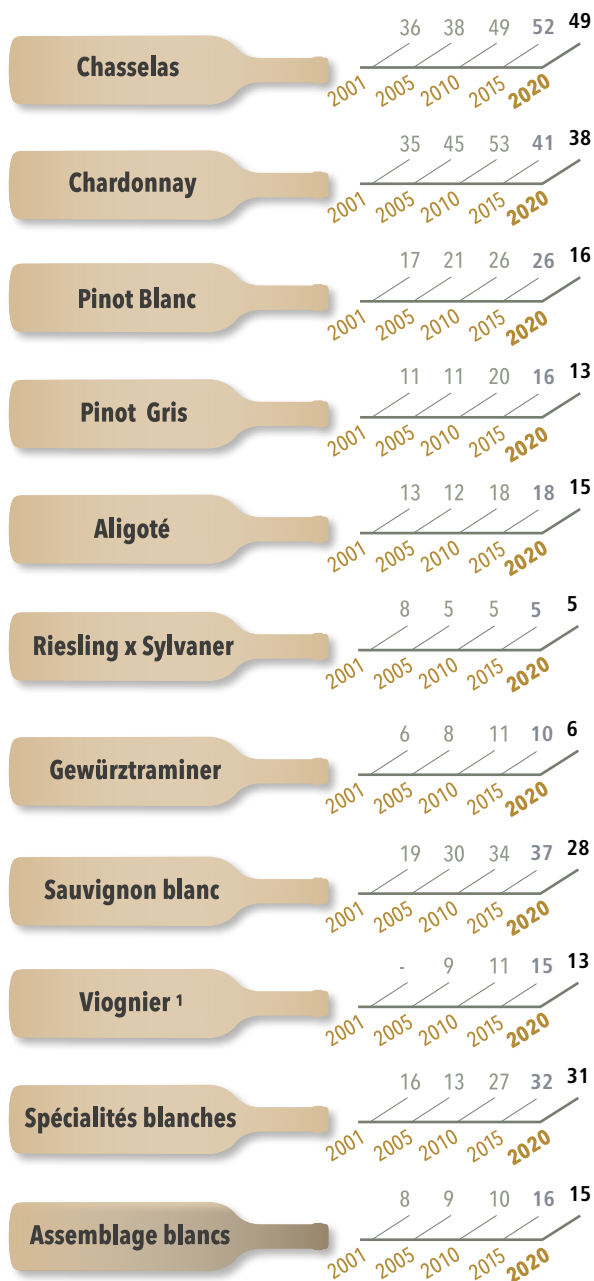 36 38 49 52 49
Chasselas
2001 2005 2010 2015 2020
35 45 53 41 38
Chardonnay
2001 2005 2010 2015 2020
17 21 26 26 16
Pinot Blanc
2001 2005 2010 2015 2020
11 11 20 16 13
Pinot Gris
2001 2005 2010 2015 2020
13 12 18 18 15
Aligoté
2001 2005 2010 2015 2020
8 5 5 5 5
Riesling x Sylvaner
2001 2005 2010 2015 2020
6 8 11 10 6
Gewürztraminer
2001 2005 2010 2015 2020
19 30 34 37 28
Sauvignon blanc
2001 2005 2010 2015 2020
- 9 11 15 13
Viognier 1
2001 2005 2010 2015 2020
16 13 27 32 31
Spécialités blanches
2001 2005 2010 2015 2020
8 9 10 16 15
Assemblage blancs
2001 2005 2010 2015 2020